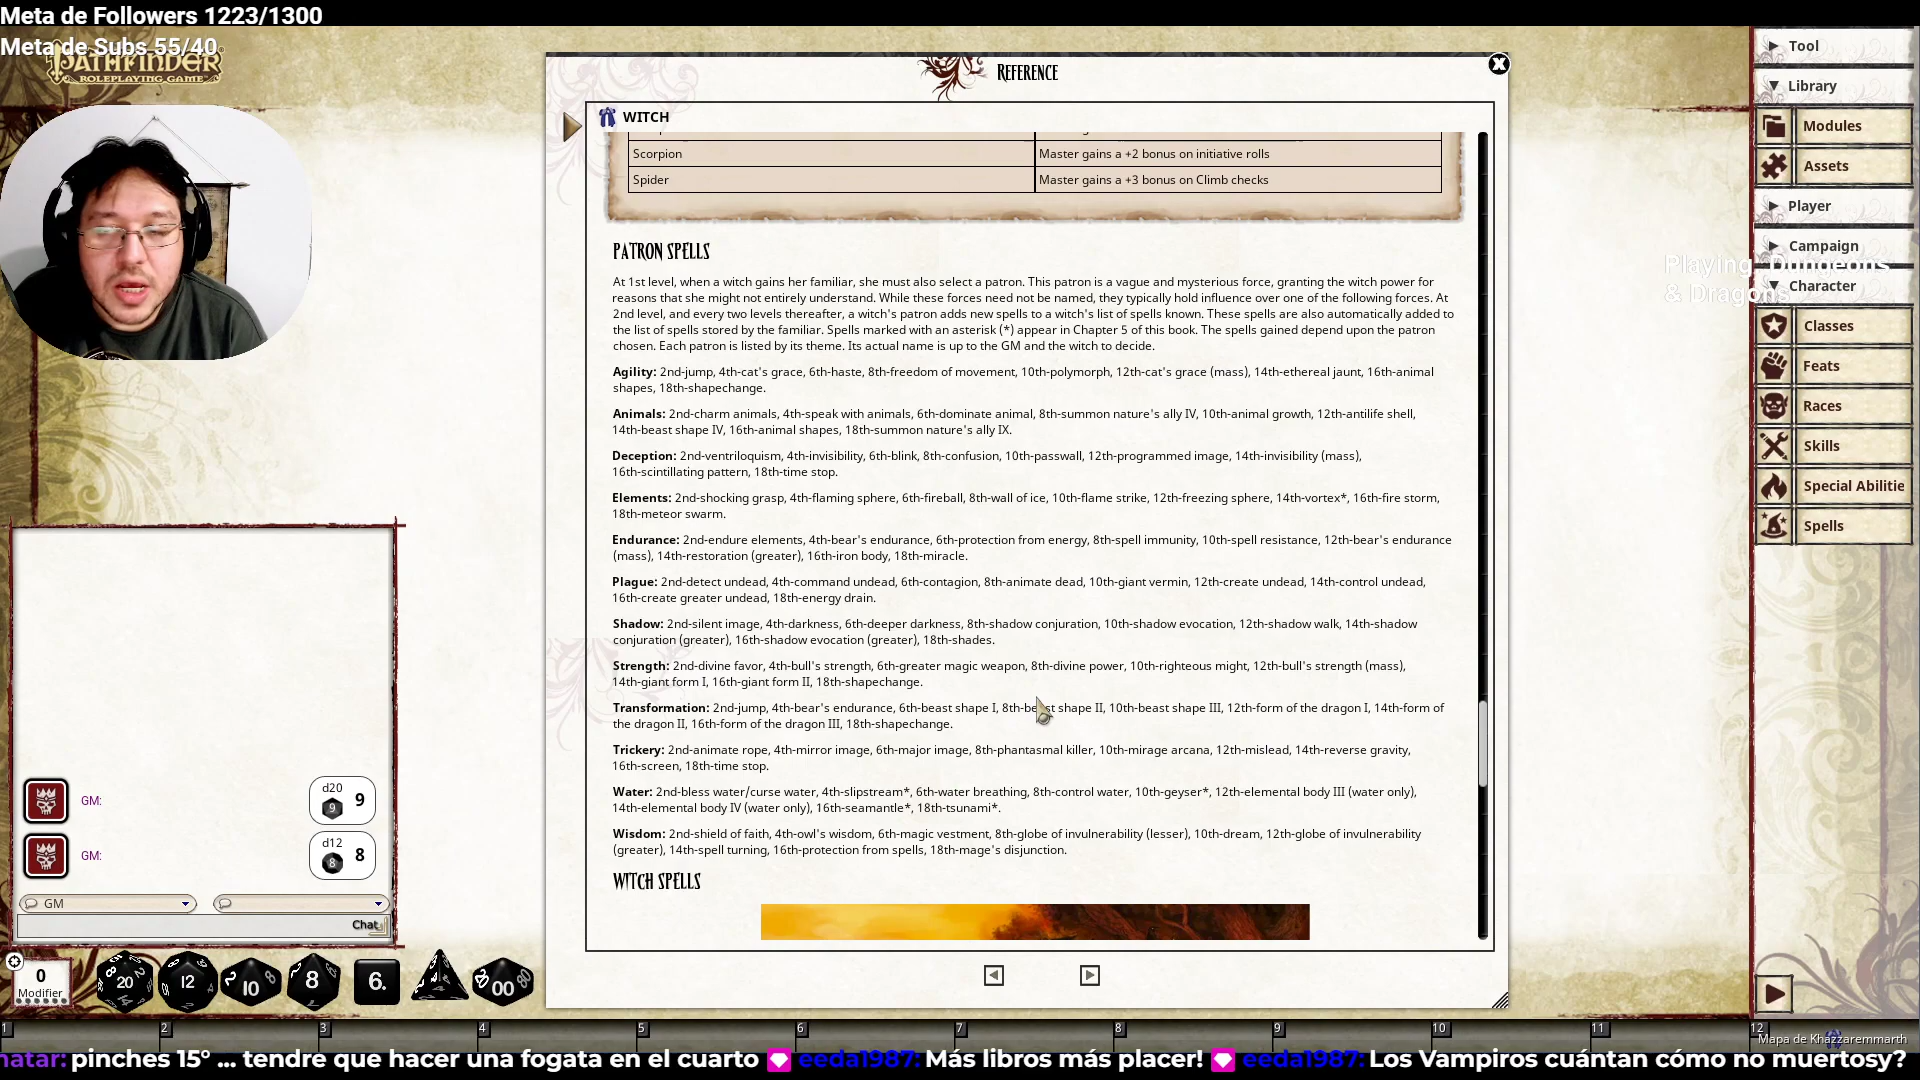 Meta de Followers 1223/1300
Meta de Subs 55/40
PATHFINDER
ROLEPLAYING GAME
REFERENCE
X
WITCH
Scorpion
Master gains a +2 bonus on initiative rolls
Spider
Master gains a +3 bonus on Climb checks
PATRON SPELLS
At 1st level, when a witch gains her familiar, she must also select a patron. This patron is a vague and mysterious force, granting the witch power for
reasons that she might not entirely understand. While these forces need not be named, they typically hold influence over one of the following forces. At
2nd level, and every two levels thereafter, a witch's patron adds new spells to a witch's list of spells known. These spells are also automatically added to
the list of spells stored by the familiar. Spells marked with an asterisk (*) appear in Chapter 5 of this book. The spells gained depend upon the patron
chosen. Each patron is listed by its theme. Its actual name is up to the GM and the witch to decide.
Agility: 2nd-jump, 4th-cat's grace, 6th-haste, 8th-freedom of movement, 10th-polymorph, 12th-cat's grace (mass), 14th-ethereal jaunt, 16th-animal
shapes, 18th-shapechange.
Animals: 2nd-charm animals, 4th-speak with animals, 6th-dominate animal, 8th-summon nature's ally IV, 10th-animal growth, 12th-antilife shell,
14th-beast shape IV, 16th-animal shapes, 18th-summon nature's ally IX.
Deception: 2nd-ventriloquism, 4th-invisibility, 6th-blink, 8th-confusion, 10th-passwall, 12th-programmed image, 14th-invisibility (mass),
16th-scintillating pattern, 18th-time stop.
Elements: 2nd-shocking grasp, 4th-flaming sphere, 6th-fireball, 8th-wall of ice, 10th-flame strike, 12th-freezing sphere, 14th-vortex*, 16th-fire storm,
18th-meteor swarm.
Endurance: 2nd-endure elements, 4th-bear's endurance, 6th-protection from energy, 8th-spell immunity, 10th-spell resistance, 12th-bear's endurance
(mass), 14th-restoration (greater), 16th-iron body, 18th-miracle.
Plague: 2nd-detect undead, 4th-command undead, 6th-contagion, 8th-animate dead, 10th-giant vermin, 12th-create undead, 14th-control undead,
16th-create greater undead, 18th-energy drain.
Shadow: 2nd-silent image, 4th-darkness, 6th-deeper darkness, 8th-shadow conjuration, 10th-shadow evocation, 12th-shadow walk, 14th-shadow
conjuration (greater), 16th-shadow evocation (greater), 18th-shades.
Strength: 2nd-divine favor, 4th-bull's strength, 6th-greater magic weapon, 8th-divine power, 10th-righteous might, 12th-bull's strength (mass),
14th-giant form I, 16th-giant form II, 18th-shapechange.
Transformation: 2nd-jump, 4th-bear's endurance, 6th-beast shape I, 8th-beast shape II, 10th-beast shape III, 12th-form of the dragon I, 14th-form of
the dragon II, 16th-form of the dragon III, 18th-shapechange.
Trickery: 2nd-animate rope, 4th-mirror image, 6th-major image, 8th-phantasmal killer, 10th-mirage arcana, 12th-mislead, 14th-reverse gravity,
16th-screen, 18th-time stop.
Water: 2nd-bless water/curse water, 4th-slipstream*, 6th-water breathing, 8th-control water, 10th-geyser*, 12th-elemental body III (water only),
14th-elemental body IV (water only), 16th-seamantle*, 18th-tsunami*.
Wisdom: 2nd-shield of faith, 4th-owl's wisdom, 6th-magic vestment, 8th-globe of invulnerability (lesser), 10th-dream, 12th-globe of invulnerability
(greater), 14th-spell turning, 16th-protection from spells, 18th-mage's disjunction.
WITCH SPELLS
Tool
Library
Modules
Assets
Player
Campaign
Playing: Dungeons
& Dragons
Character
Classes
Feats
Races
Skills
Special Abilitie
Spells
GM:
d20
9
9
GM:
d12
8
8
GM
Chat
0
Modifier
20
12
10
8
6.
00
1 2 3 4 5 6 7 8 9 10 11 12
Mapa de Khazzaremmarth
natar: pinches 15° ... tendre que hacer una fogata en el cuarto eeda1987: Más libros más placer! eeda1987: Los Vampiros cuántan cómo no muertosy?